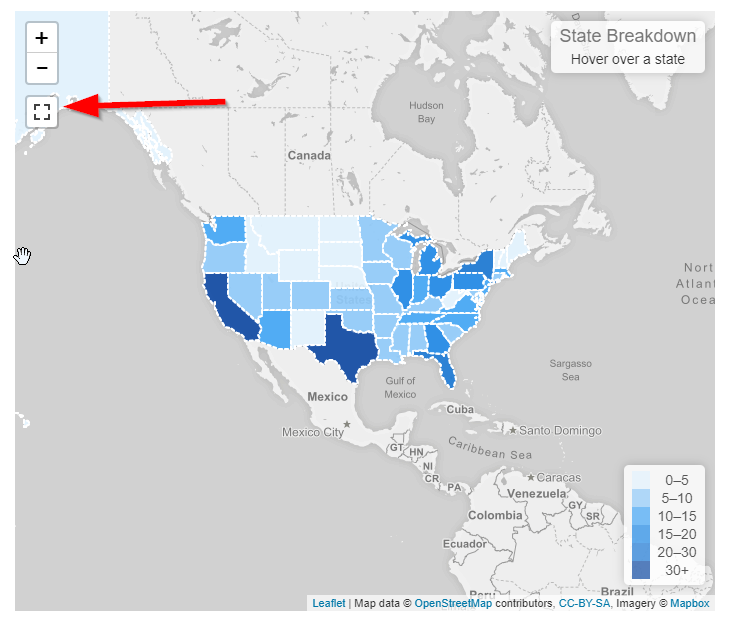 +
−
State Breakdown
Hover over a state
Hudson
Bay
Canada
United
States
North
Atlantic
Ocea
Sargasso
Sea
Gulf of
Mexico
Mexico
Cuba
Mexico City
Santo Domingo
Caribbean Sea
GT
HN
NI
CR
PA
Caracas
Venezuela
GY
SR
Colombia
Ecuador
Peru
Brazil
0–5
5–10
10–15
15–20
20–30
30+
Leaflet | Map data © OpenStreetMap contributors, CC-BY-SA, Imagery © Mapbox